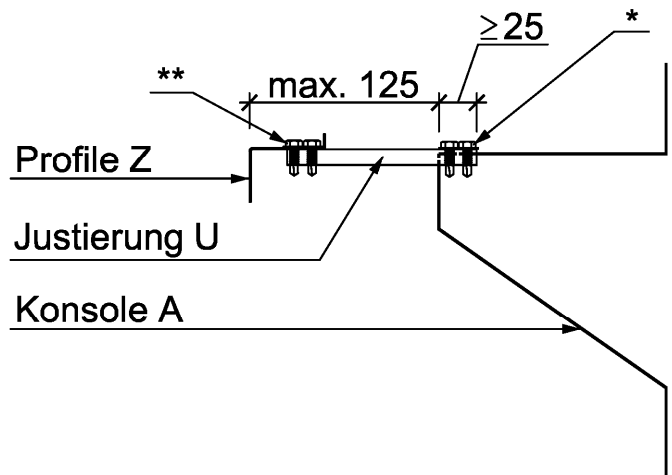 ≥25
*
**
max. 125
Profile Z
Justierung U
Konsole A